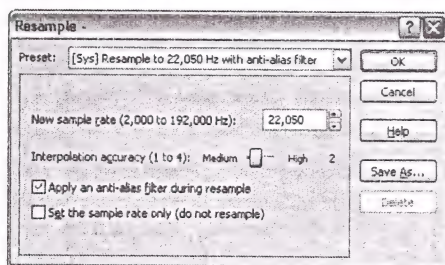 Resample -
Preset: [Sys] Resample to 22,050 Hz with anti-alias filter
OK
Cancel
New sample rate (2,000 to 192,000 Hz): 22,050
Help
Interpolation accuracy (1 to 4): Medium High 2
Save As...
Apply an anti-alias filter during resample
Delete
Set the sample rate only (do not resample)